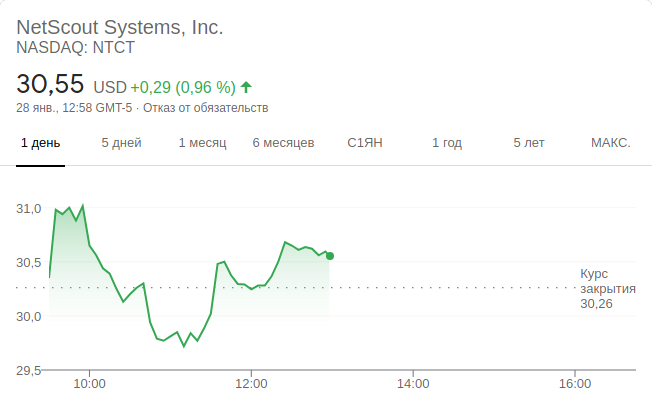 NetScout Systems, Inc.
NASDAQ: NTCT
30,55 USD +0,29 (0,96 %)
28 янв., 12:58 GMT-5 · Отказ от обязательств
1 день 5 дней 1 месяц 6 месяцев С1ЯН 1 год 5 лет МАКС.
31,0
30,5
Курс
закрытия
30,26
30,0
29,5
10:00 12:00 14:00 16:00